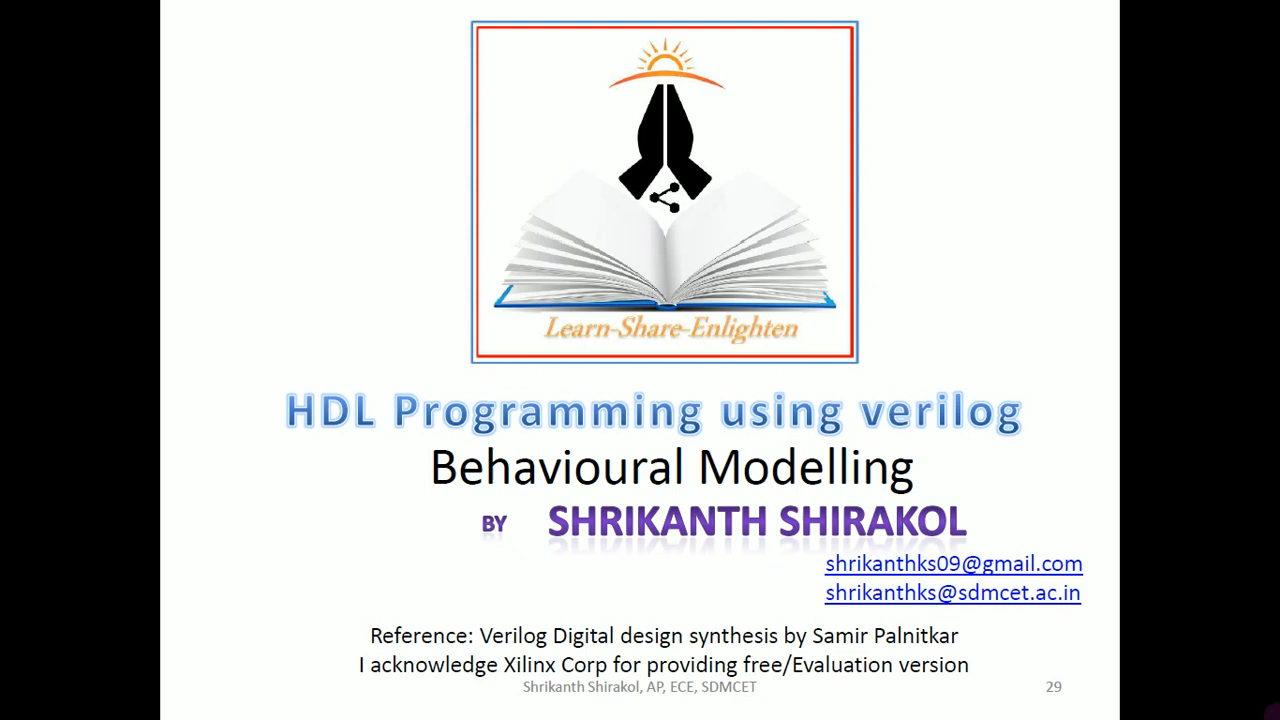 Learn-Share-Enlighten
HDL Programming using verilog
Behavioural Modelling
BY SHRIKANTH SHIRAKOL
shrikanthks09@gmail.com
shrikanthks@sdmcet.ac.in
Reference: Verilog Digital design synthesis by Samir Palnitkar
I acknowledge Xilinx Corp for providing free/Evaluation version
Shrikanth Shirakol, AP, ECE, SDMCET 29